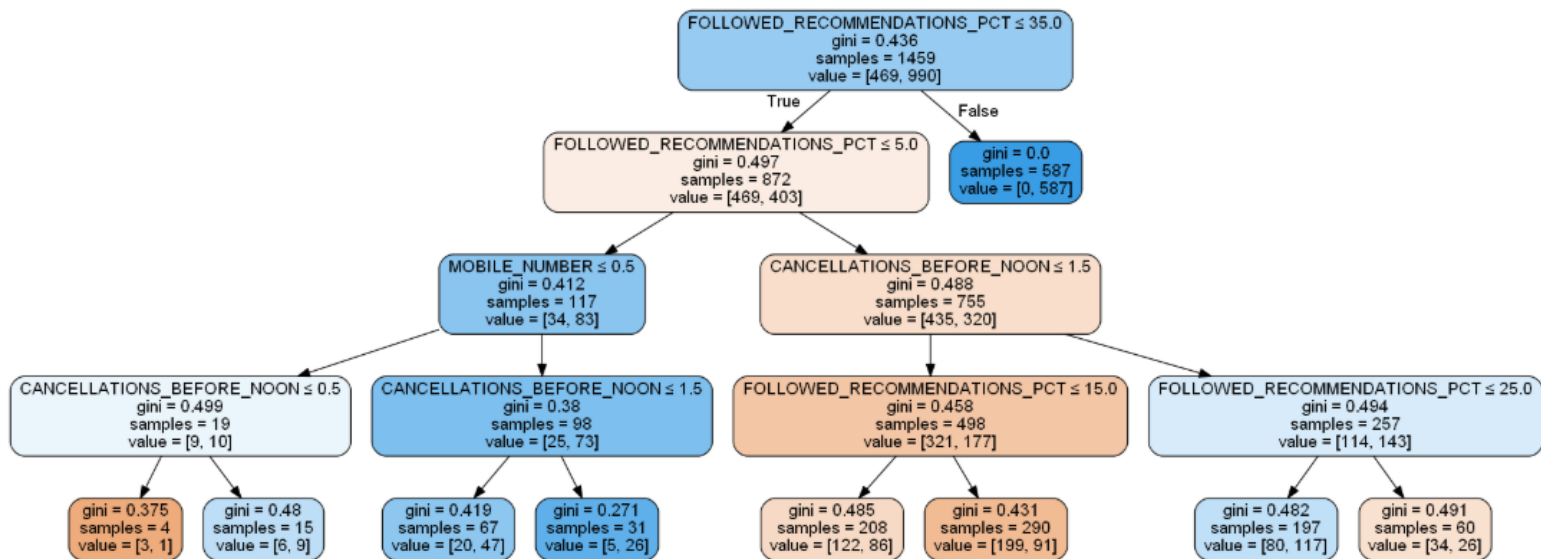 FOLLOWED_RECOMMENDATIONS_PCT ≤ 35.0
gini = 0.436
samples = 1459
value = [469, 990]
True
False
FOLLOWED_RECOMMENDATIONS_PCT ≤ 5.0
gini = 0.497
samples = 872
value = [469, 403]
gini = 0.0
samples = 587
value = [0, 587]
MOBILE_NUMBER ≤ 0.5
gini = 0.412
samples = 117
value = [34, 83]
CANCELLATIONS_BEFORE_NOON ≤ 1.5
gini = 0.488
samples = 755
value = [435, 320]
CANCELLATIONS_BEFORE_NOON ≤ 0.5
gini = 0.499
samples = 19
value = [9, 10]
CANCELLATIONS_BEFORE_NOON ≤ 1.5
gini = 0.38
samples = 98
value = [25, 73]
FOLLOWED_RECOMMENDATIONS_PCT ≤ 15.0
gini = 0.458
samples = 498
value = [321, 177]
FOLLOWED_RECOMMENDATIONS_PCT ≤ 25.0
gini = 0.494
samples = 257
value = [114, 143]
gini = 0.375
samples = 4
value = [3, 1]
gini = 0.48
samples = 15
value = [6, 9]
gini = 0.419
samples = 67
value = [20, 47]
gini = 0.271
samples = 31
value = [5, 26]
gini = 0.485
samples = 208
value = [122, 86]
gini = 0.431
samples = 290
value = [199, 91]
gini = 0.482
samples = 197
value = [80, 117]
gini = 0.491
samples = 60
value = [34, 26]